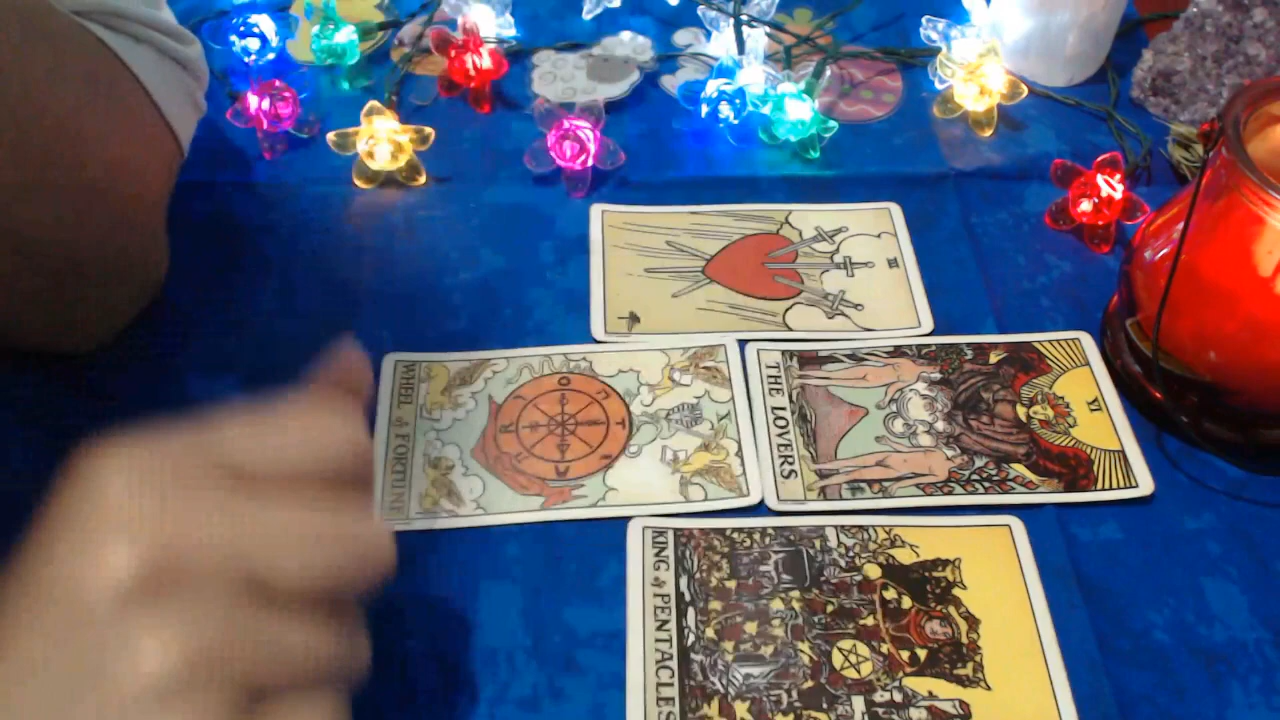 III
WHEEL of FORTUNE
THE LOVERS
VI
KING of PENTACLES